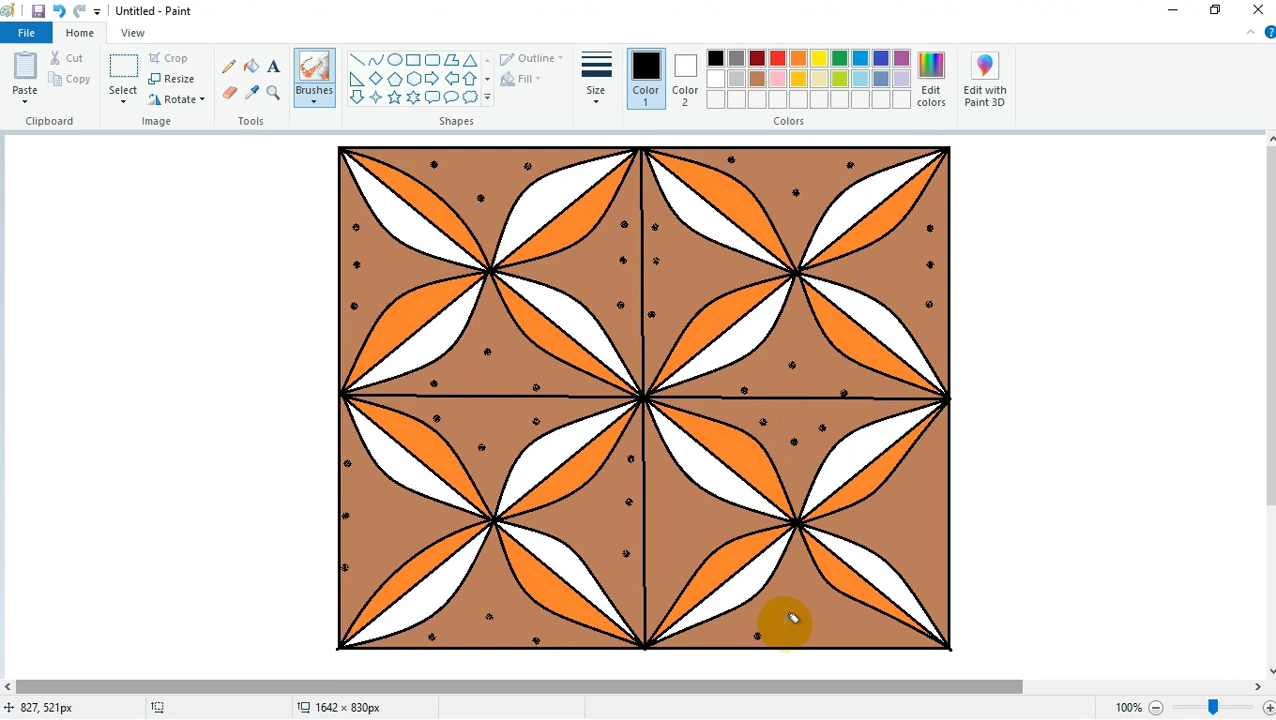 Untitled - Paint
File Home View
Paste
Cut
Copy
Clipboard
Select
Crop
Resize
Rotate
Image
A
Tools
Brushes
Shapes
Outline
Fill
Size
Color 1
Color 2
Edit colors
Colors
Edit with Paint 3D
827, 521px
1642 × 830px
100%